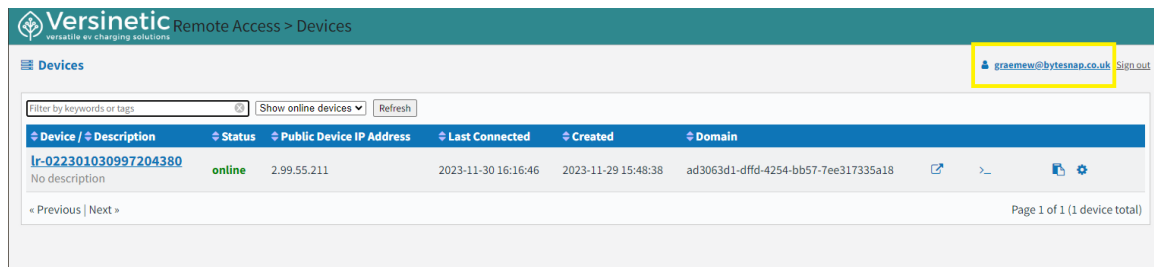 Versinetic
versatile ev charging solutions
Remote Access > Devices
Devices
graemew@bytesnap.co.uk Sign out
Filter by keywords or tags Show online devices Refresh
Device / Description Status Public Device IP Address Last Connected Created Domain
lr-022301030997204380 online 2.99.55.211 2023-11-30 16:16:46 2023-11-29 15:48:38 ad3063d1-dffd-4254-bb57-7ee317335a18
No description
« Previous | Next » Page 1 of 1 (1 device total)